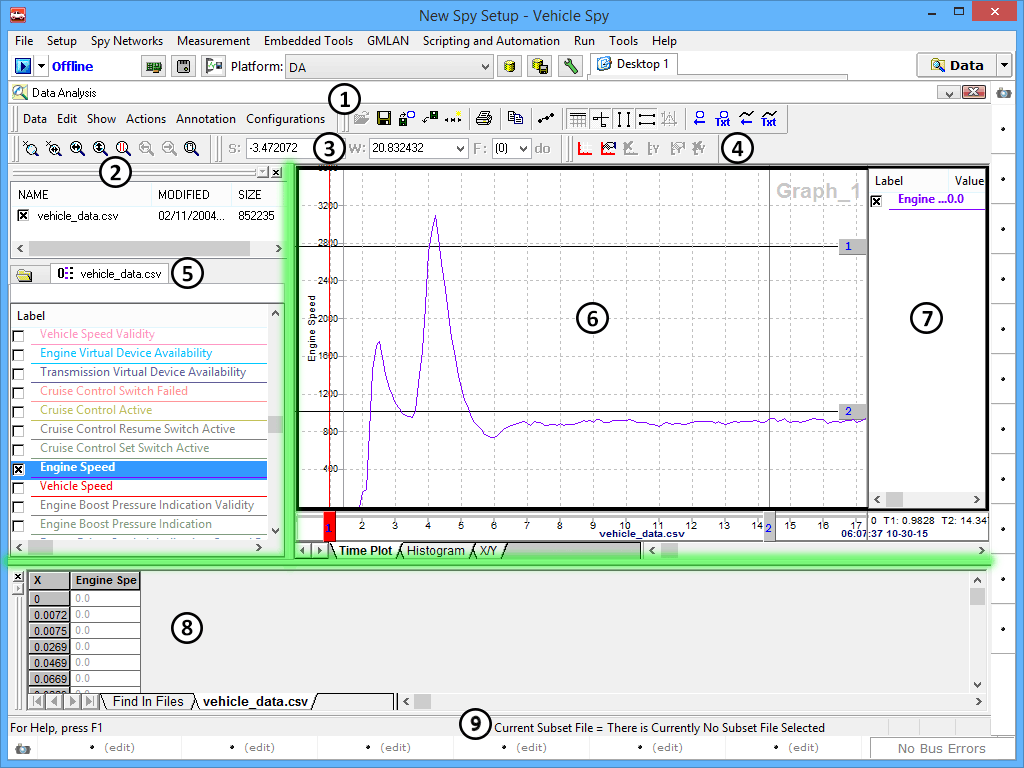 New Spy Setup - Vehicle Spy
File Setup Spy Networks Measurement Embedded Tools GMLAN Scripting and Automation Run Tools Help
Offline Platform: DA Desktop 1 Data
Data Analysis
1
Data Edit Show Actions Annotation Configurations
Txt Txt
2
S: -3.472072 3 W: 20.832432 F: (0) do 4
NAME MODIFIED SIZE
vehicle_data.csv 02/11/2004... 852235
vehicle_data.csv 5
Label
Vehicle Speed Validity
Engine Virtual Device Availability
Transmission Virtual Device Availability
Cruise Control Switch Failed
Cruise Control Active
Cruise Control Resume Switch Active
Cruise Control Set Switch Active
Engine Speed
Vehicle Speed
Engine Boost Pressure Indication Validity
Engine Boost Pressure Indication
Graph_1
3200
2800
2400
2000
1600
1200
800
400
Engine Speed
1
2
6
Label Value
Engine ...0.0
7
1 2 3 4 5 6 7 8 9 10 11 12 13 14 2 15 16 17
vehicle_data.csv
0 T1: 0.9828 T2: 14.347
06:07:37 10-30-15
Time Plot Histogram X/Y
X Engine Spe
0 0.0
0.0072 0.0
0.0075 0.0
0.0269 0.0
0.0469 0.0
0.0669 0.0
8
Find In Files vehicle_data.csv
For Help, press F1 9 Current Subset File = There is Currently No Subset File Selected
(edit) (edit) (edit) (edit) (edit) (edit) No Bus Errors